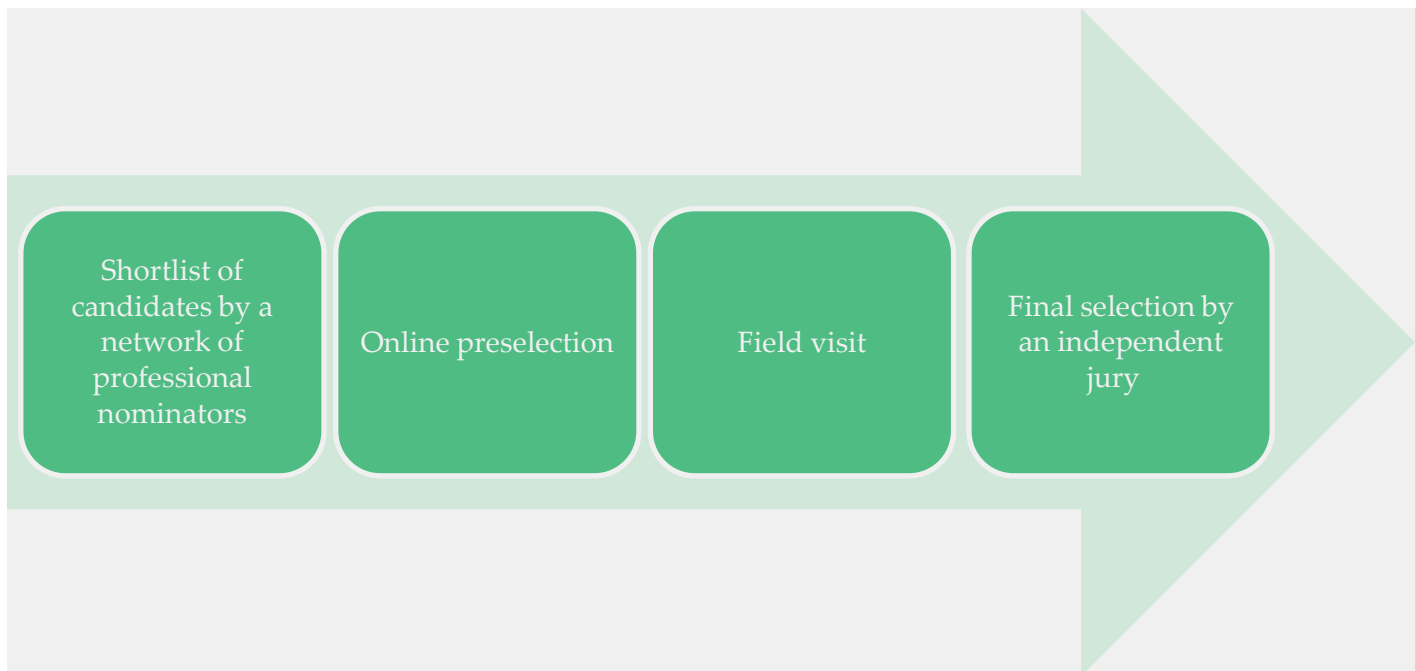 Shortlist of
candidates by a
network of
professional
nominators
Online preselection
Field visit
Final selection by
an independent
jury